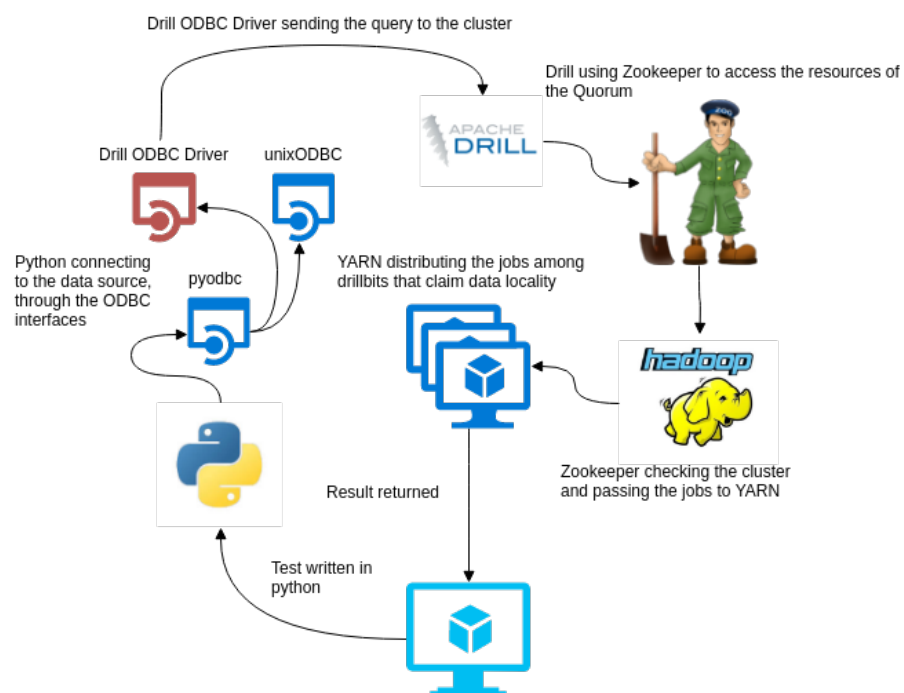 Drill ODBC Driver sending the query to the cluster
Drill using Zookeeper to access the resources of
the Quorum
APACHE
DRILL
ZOO
Drill ODBC Driver
unixODBC
Python connecting
to the data source,
through the ODBC
interfaces
pyodbc
YARN distributing the jobs among
drillbits that claim data locality
hadoop
Zookeeper checking the cluster
and passing the jobs to YARN
Result returned
Test written in
python